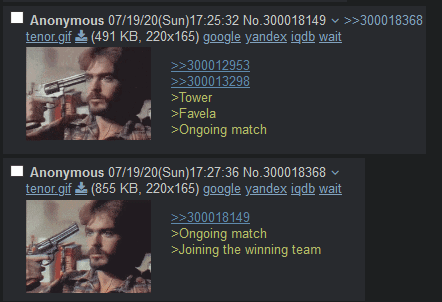 Anonymous 07/19/20(Sun)17:25:32 No.300018149 >>300018368
tenor.gif (491 KB, 220x165) google yandex iqdb wait
>>300012953
>>300013298
>Tower
>Favela
>Ongoing match
Anonymous 07/19/20(Sun)17:27:36 No.300018368
tenor.gif (855 KB, 220x165) google yandex iqdb wait
>>300018149
>Ongoing match
>Joining the winning team